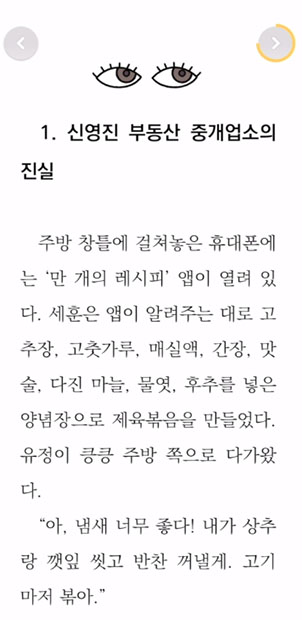 1. 신영진 부동산 중개업소의
진실
주방 창틀에 걸쳐놓은 휴대폰에
는 ‘만 개의 레시피’ 앱이 열려 있
다. 세훈은 앱이 알려주는 대로 고
추장, 고춧가루, 매실액, 간장, 맛
술, 다진 마늘, 물엿, 후추를 넣은
양념장으로 제육볶음을 만들었다.
유정이 킁킁 주방 쪽으로 다가왔
다.
“아, 냄새 너무 좋다! 내가 상추
랑 깻잎 씻고 반찬 꺼낼게. 고기
마저 볶아.”